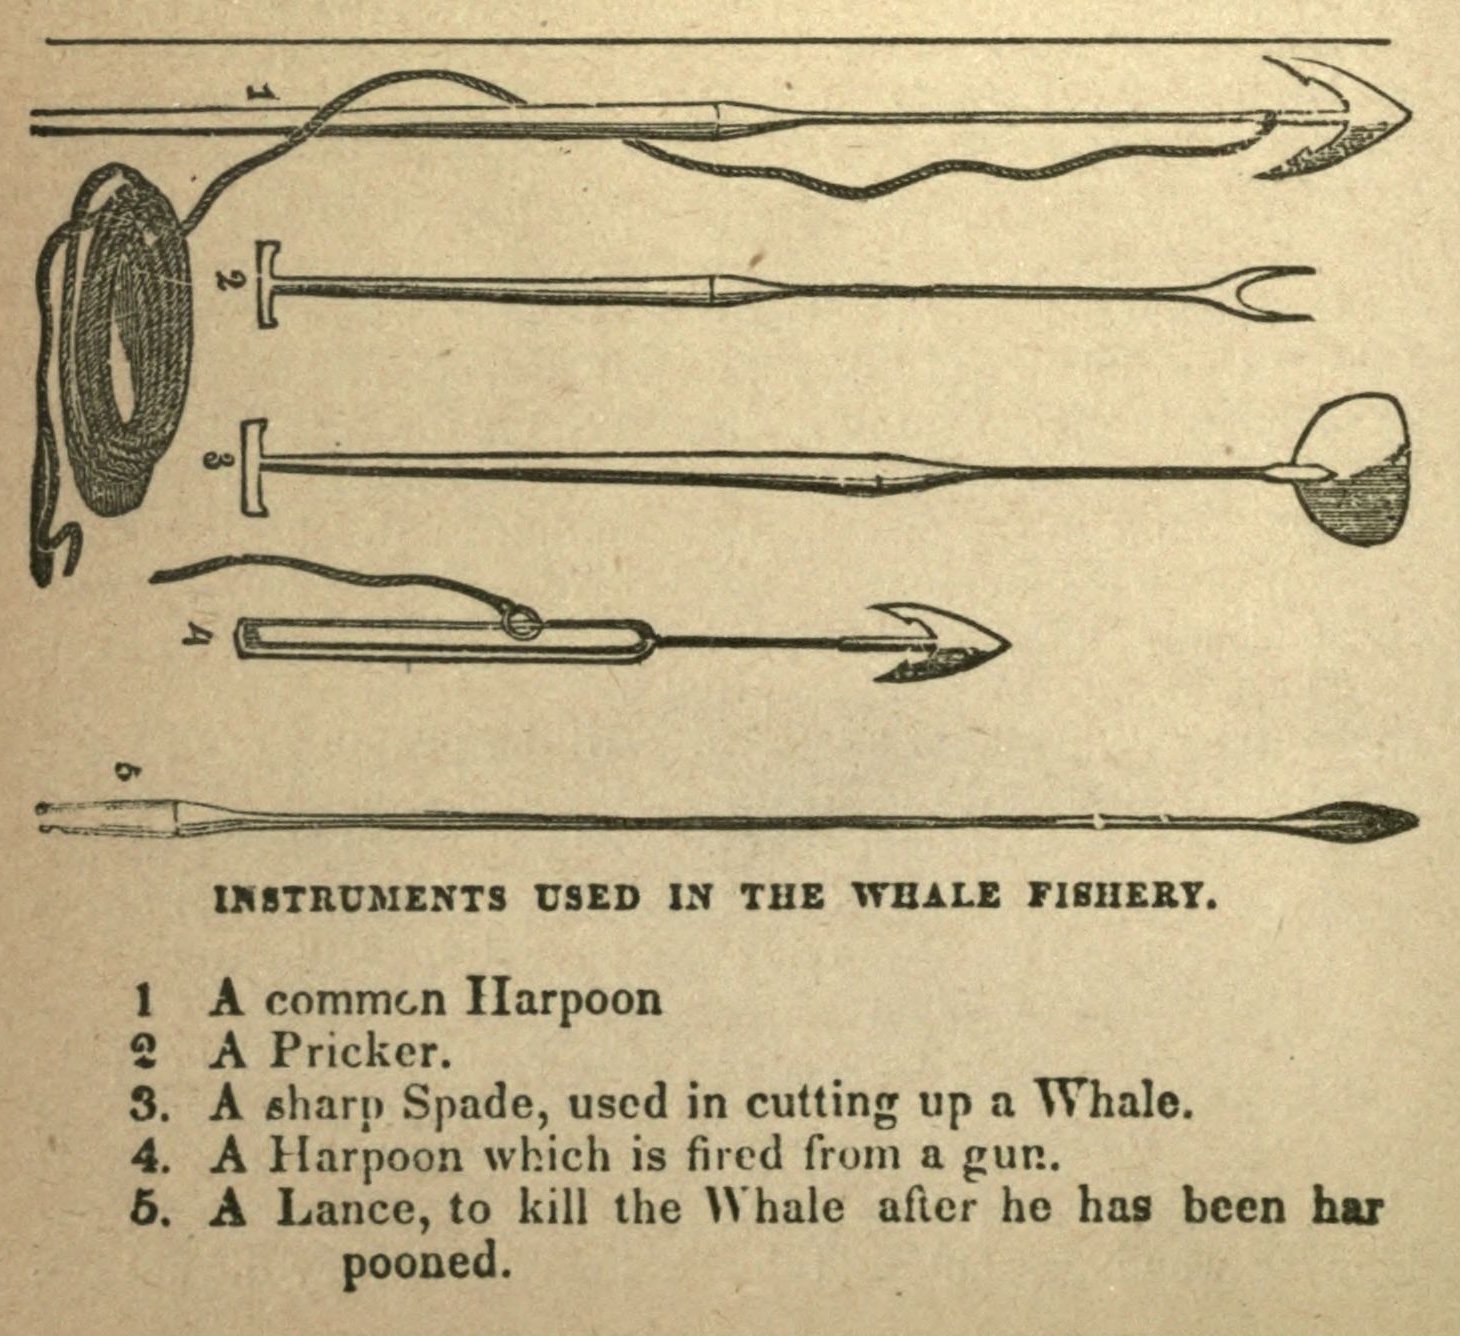 1
2
3
4
5
INSTRUMENTS USED IN THE WHALE FISHERY.
1 A common Harpoon
2 A Pricker.
3. A sharp Spade, used in cutting up a Whale.
4. A Harpoon which is fired from a gun.
5. A Lance, to kill the Whale after he has been har
pooned.